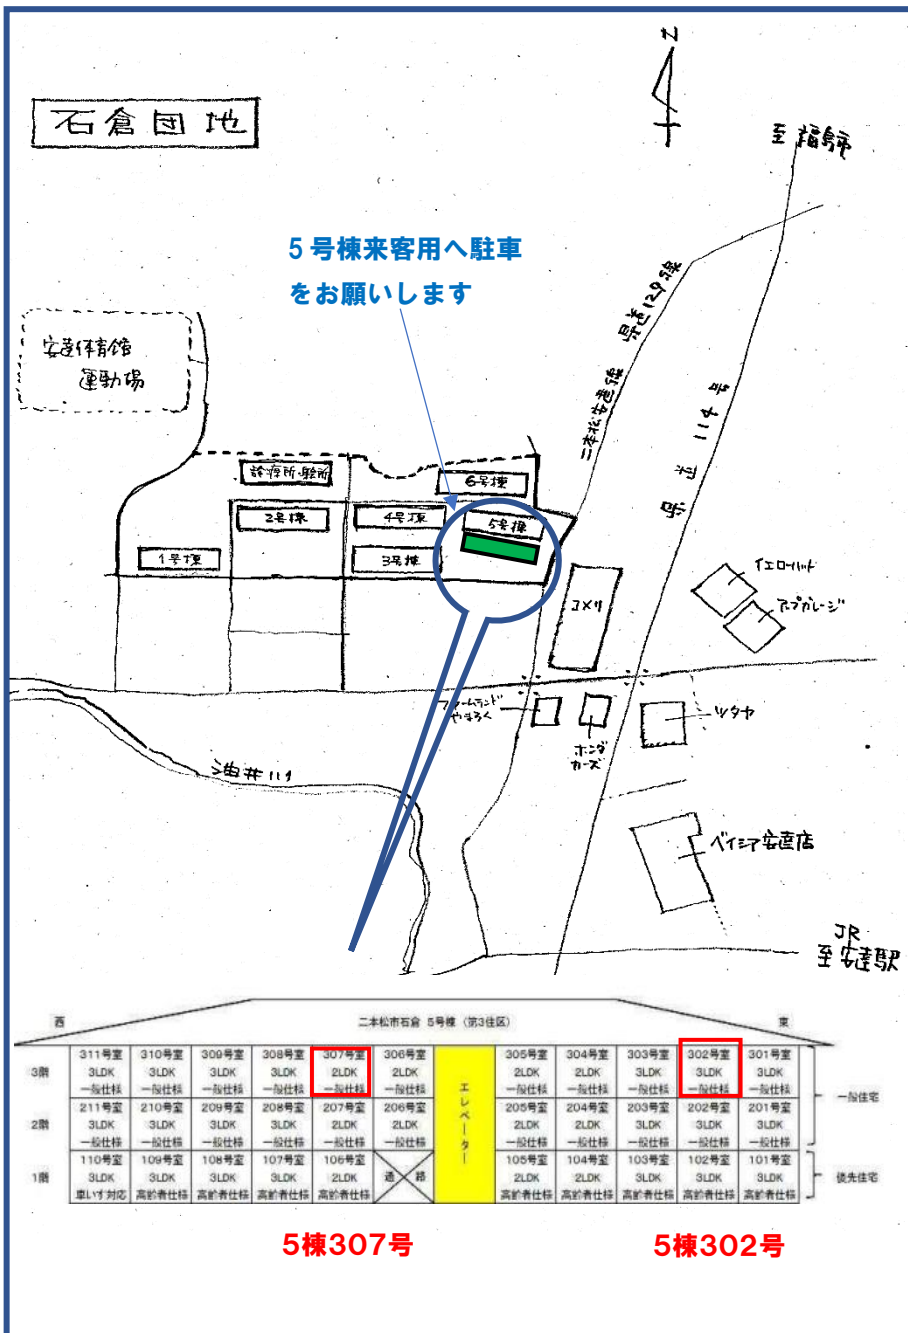 石倉団地
Z
至 福島市
5号棟来客用へ駐車
をお願いします
安達体育館
運動場
二本松安達線
県道129号
県道 114号
診療所・駐所
6号棟
2号棟
4号棟
5号棟
1号棟
3号棟
コメリ
イエローハット
アップガレージ
ファームランド
やまろく
ホンダ
カーズ
ツタヤ
油井川
ベイシア安達店
JR
至 安達駅
西
二本松市石倉 5号棟 (第3住区)
東
3階
311号室 310号室 309号室 308号室 307号室 306号室 305号室 304号室 303号室 302号室 301号室
3LDK 3LDK 3LDK 3LDK 2LDK 2LDK 2LDK 2LDK 3LDK 3LDK 3LDK
一般仕様 一般仕様 一般仕様 一般仕様 一般仕様 一般仕様 一般仕様 一般仕様 一般仕様 一般仕様 一般仕様
エレベーター
一般住宅
2階
211号室 210号室 209号室 208号室 207号室 206号室 205号室 204号室 203号室 202号室 201号室
3LDK 3LDK 3LDK 3LDK 2LDK 2LDK 2LDK 2LDK 3LDK 3LDK 3LDK
一般仕様 一般仕様 一般仕様 一般仕様 一般仕様 一般仕様 一般仕様 一般仕様 一般仕様 一般仕様 一般仕様
1階
110号室 109号室 108号室 107号室 106号室 通路 105号室 104号室 103号室 102号室 101号室
3LDK 3LDK 3LDK 3LDK 2LDK 2LDK 2LDK 3LDK 3LDK 3LDK
車いす対応 高齢者仕様 高齢者仕様 高齢者仕様 高齢者仕様 高齢者仕様 高齢者仕様 高齢者仕様 高齢者仕様 高齢者仕様
優先住宅
5棟307号
5棟302号